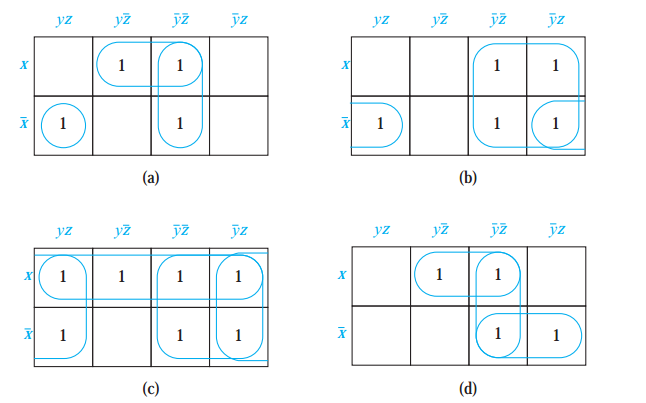 yz yz̄ ȳz̄ ȳz yz yz̄ ȳz̄ ȳz
x 1 1 x 1 1
x̄ 1 1 x̄ 1 1 1
(a) (b)
yz yz̄ ȳz̄ ȳz yz yz̄ ȳz̄ ȳz
x 1 1 1 1 x 1 1
x̄ 1 1 1 x̄ 1 1
(c) (d)